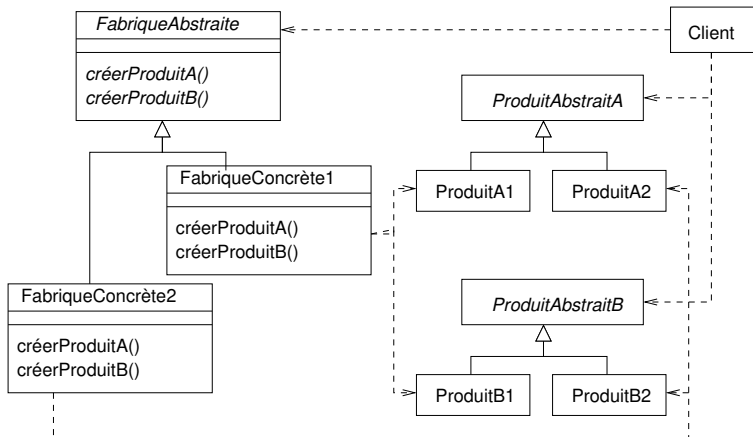 FabriqueAbstraite
créerProduitA()
créerProduitB()
Client
ProduitAbstraitA
FabriqueConcrète1
créerProduitA()
créerProduitB()
ProduitA1
ProduitA2
FabriqueConcrète2
créerProduitA()
créerProduitB()
ProduitAbstraitB
ProduitB1
ProduitB2